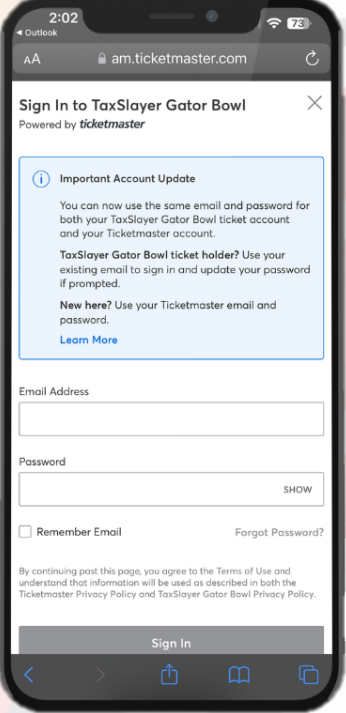 2:02
73
◀ Outlook
AA
am.ticketmaster.com
Sign In to TaxSlayer Gator Bowl
Powered by ticketmaster
Important Account Update
You can now use the same email and password for
both your TaxSlayer Gator Bowl ticket account
and your Ticketmaster account.
TaxSlayer Gator Bowl ticket holder? Use your
existing email to sign in and update your password
if prompted.
New here? Use your Ticketmaster email and
password.
Learn More
Email Address
Password
SHOW
Remember Email
Forgot Password?
By continuing past this page, you agree to the Terms of Use and
understand that information will be used as described in both the
Ticketmaster Privacy Policy and TaxSlayer Gator Bowl Privacy Policy.
Sign In